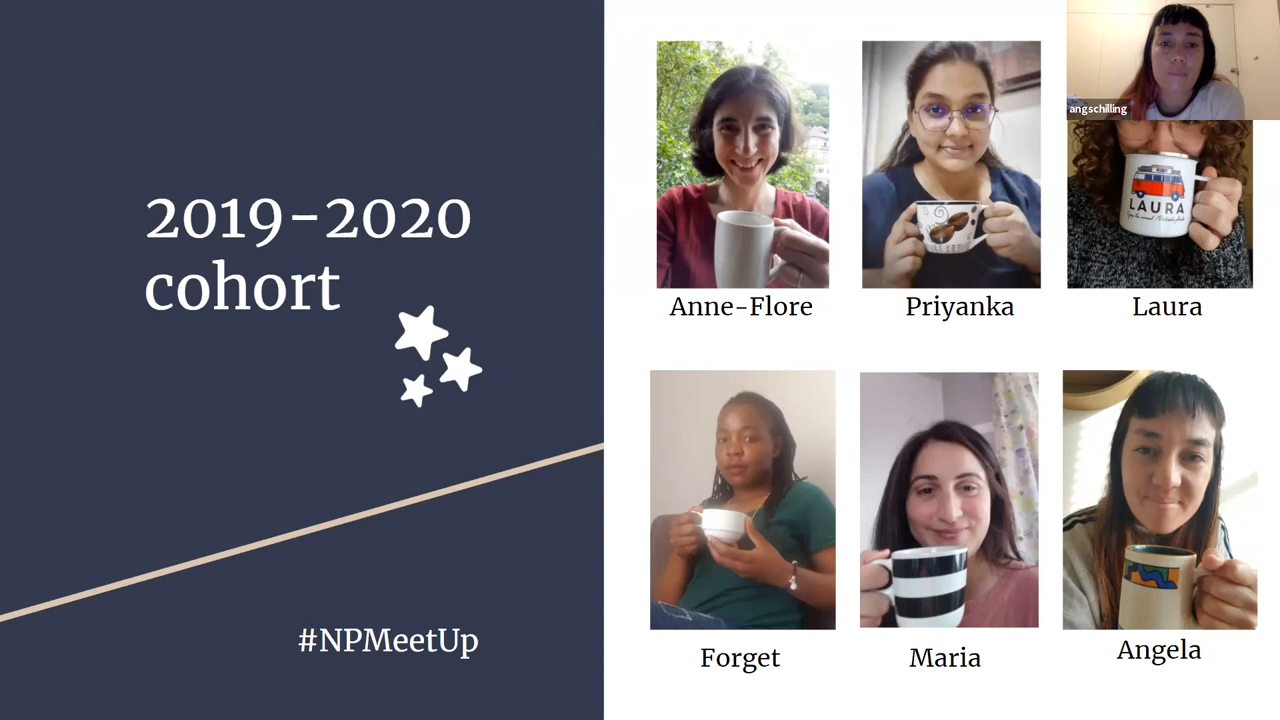 2019-2020
cohort
#NPMeetUp
angschilling
LAURA
Anne-Flore
Priyanka
Laura
Forget
Maria
Angela